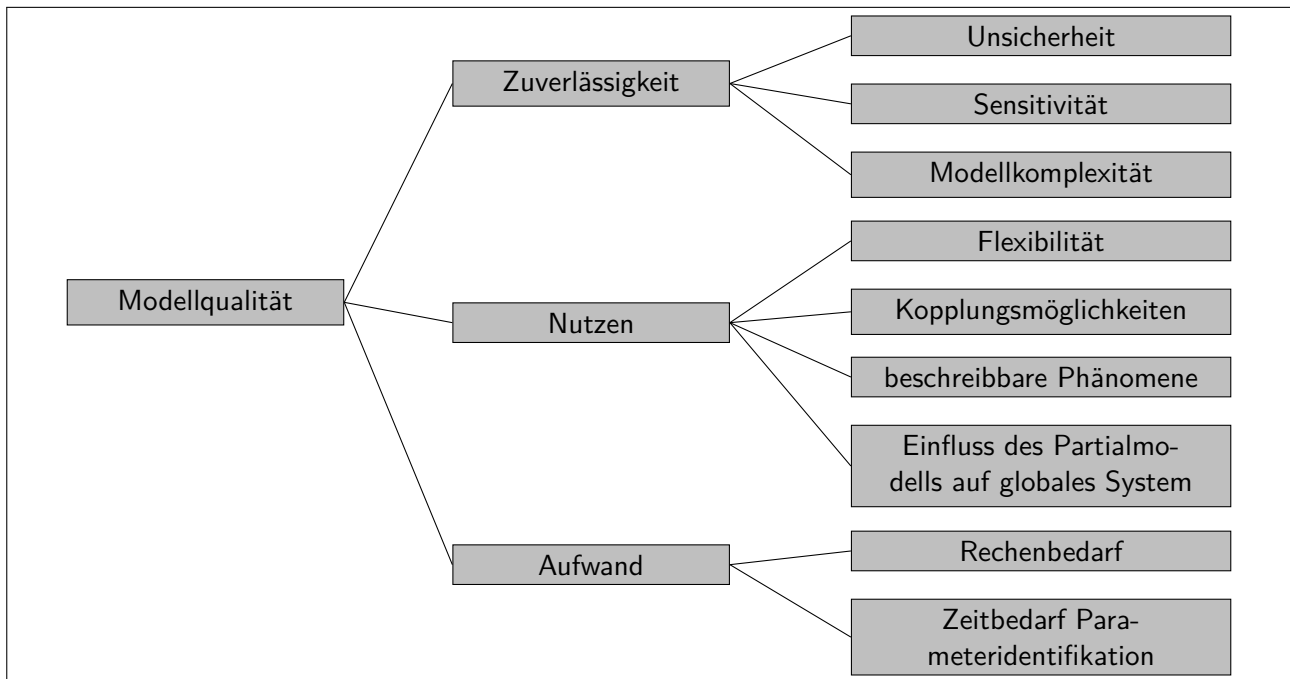 Modellqualität
Zuverlässigkeit
Unsicherheit
Sensitivität
Modellkomplexität
Nutzen
Flexibilität
Kopplungsmöglichkeiten
beschreibbare Phänomene
Einfluss des Partialmo-
dells auf globales System
Aufwand
Rechenbedarf
Zeitbedarf Para-
meteridentifikation